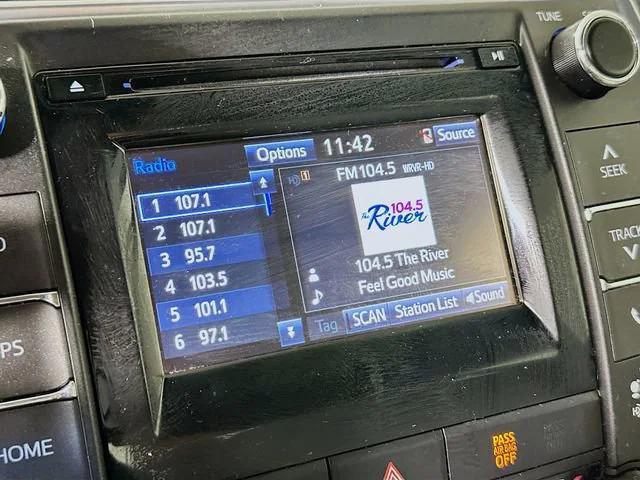 TUNE
Radio
Options
11:42
Source
1 107.1
2 107.1
3 95.7
4 103.5
5 101.1
6 97.1
FM104.5 WRVR-HD
The 104.5
River
104.5 The River
Feel Good Music
Tag
SCAN
Station List
Sound
SEEK
TRACK
HOME
PASS
AIR BAG
OFF